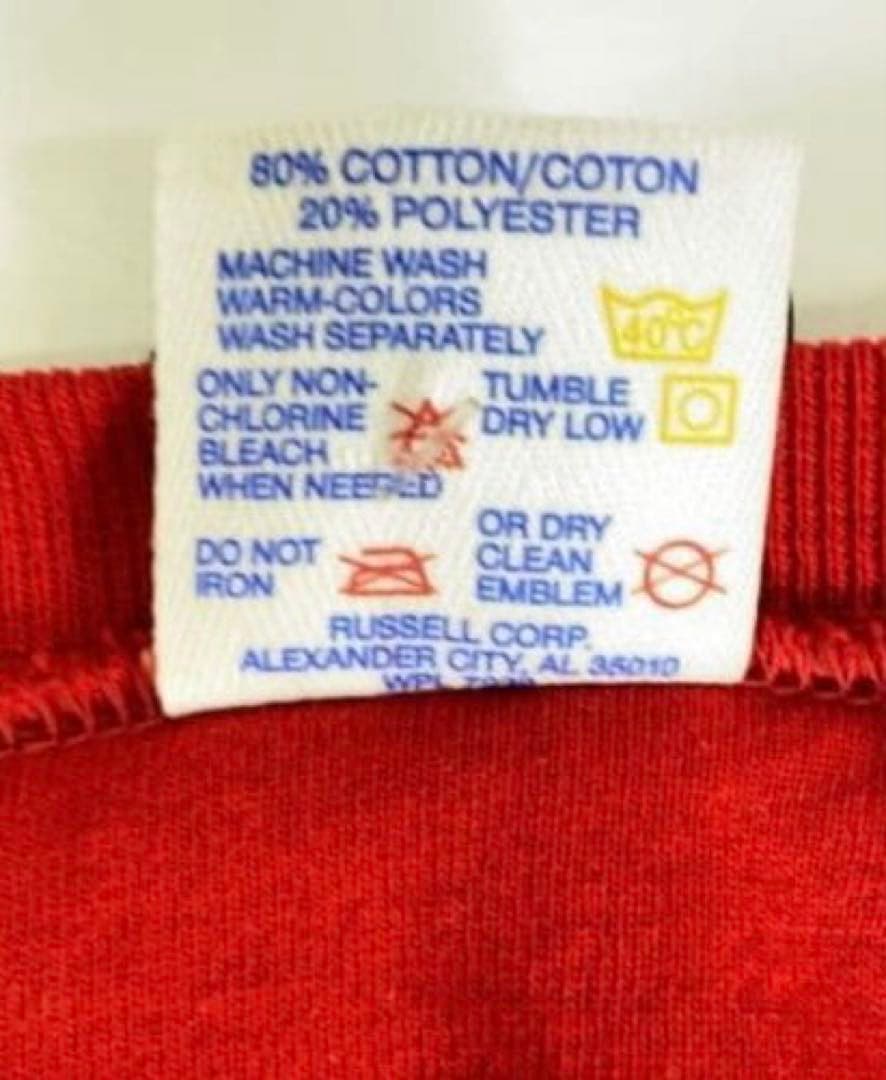 80% COTTON/COTON
20% POLYESTER
MACHINE WASH
WARM-COLORS
WASH SEPARATELY
40°C
ONLY NON-
CHLORINE
BLEACH
WHEN NEEDED
TUMBLE
DRY LOW
DO NOT
IRON
OR DRY
CLEAN
EMBLEM
RUSSELL CORP.
ALEXANDER CITY, AL 35010
WPL